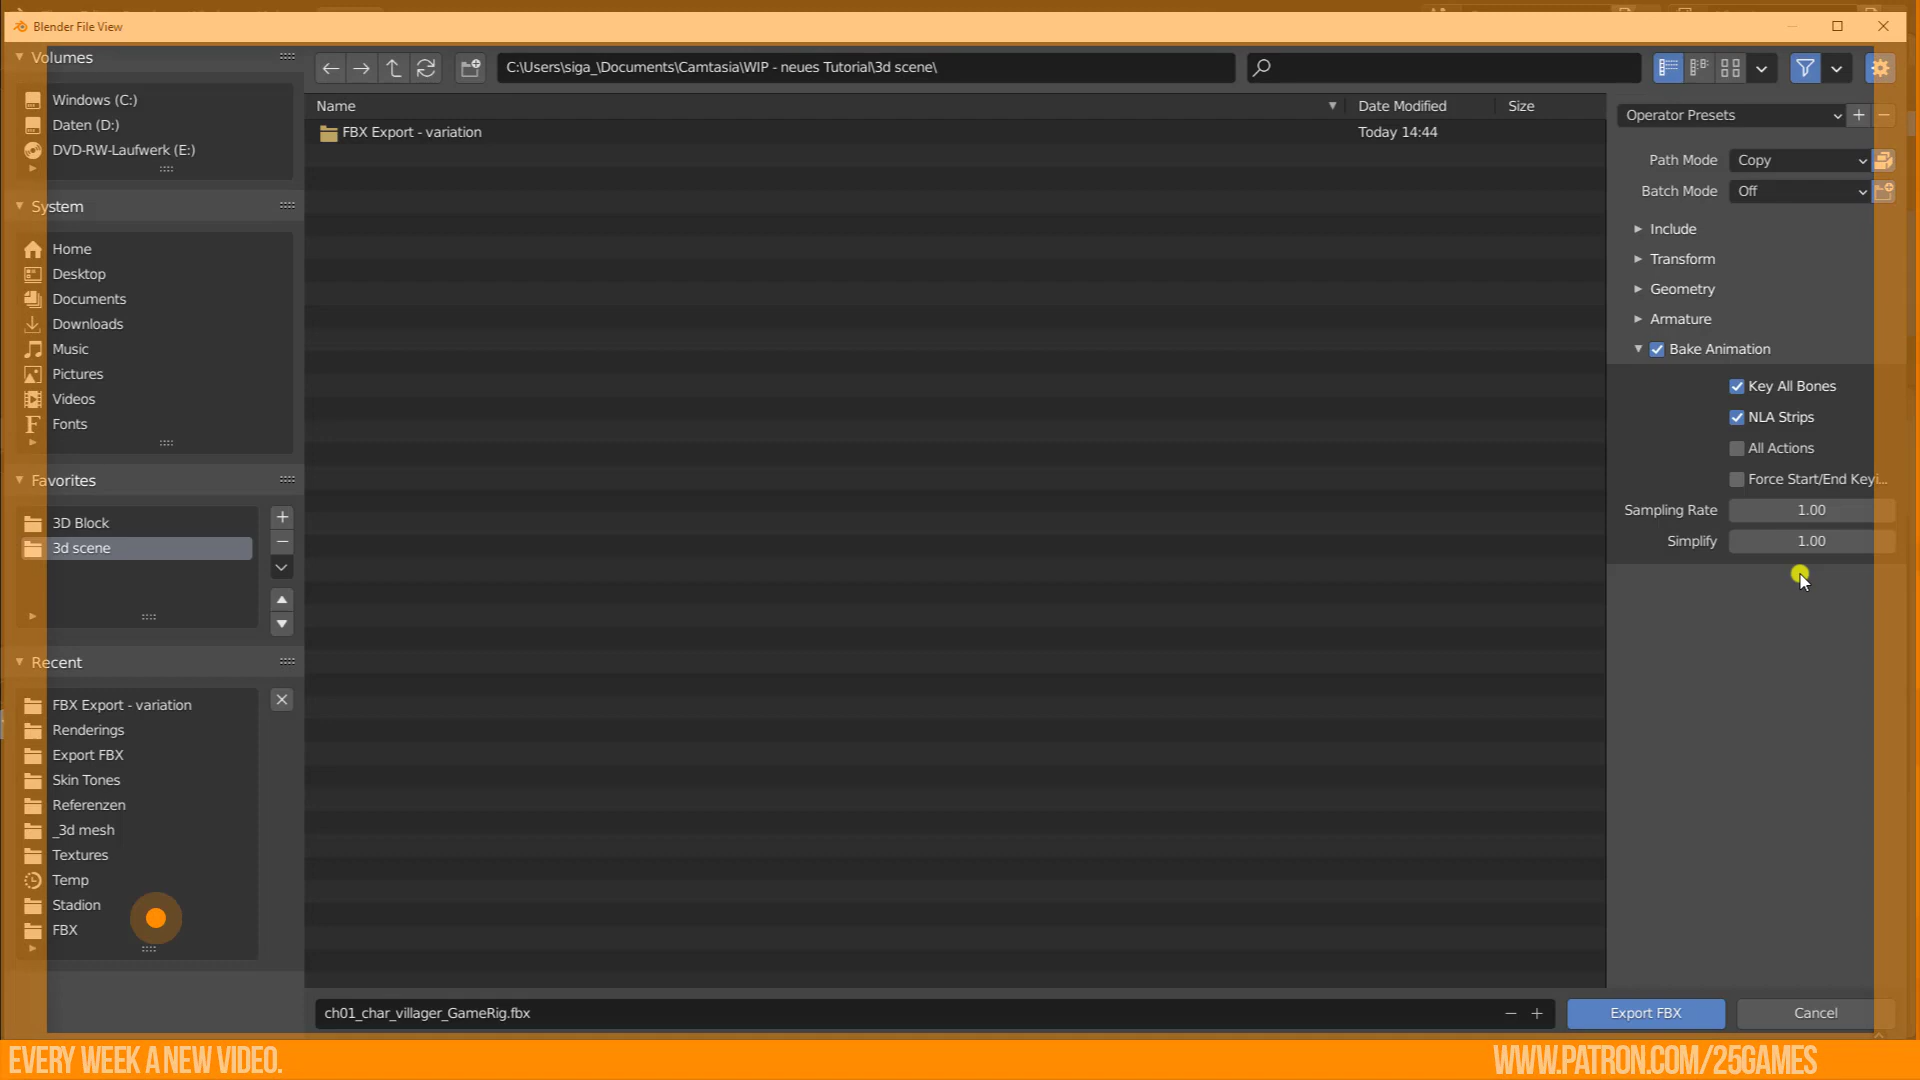 Blender File View
Volumes
Windows (C:)
Daten (D:)
DVD-RW-Laufwerk (E:)
System
Home
Desktop
Documents
Downloads
Music
Pictures
Videos
Fonts
Favorites
3D Block
3d scene
Recent
FBX Export - variation
Renderings
Export FBX
Skin Tones
Referenzen
_3d mesh
Textures
Temp
Stadion
FBX
C:\Users\siga_\Documents\Camtasia\WIP - neues Tutorial\3d scene\
Name Date Modified Size
FBX Export - variation Today 14:44
Operator Presets
Path Mode Copy
Batch Mode Off
Include
Transform
Geometry
Armature
Bake Animation
Key All Bones
NLA Strips
All Actions
Force Start/End Keyi...
Sampling Rate 1.00
Simplify 1.00
ch01_char_villager_GameRig.fbx
Export FBX
Cancel
EVERY WEEK A NEW VIDEO.
WWW.PATRON.COM/25GAMES